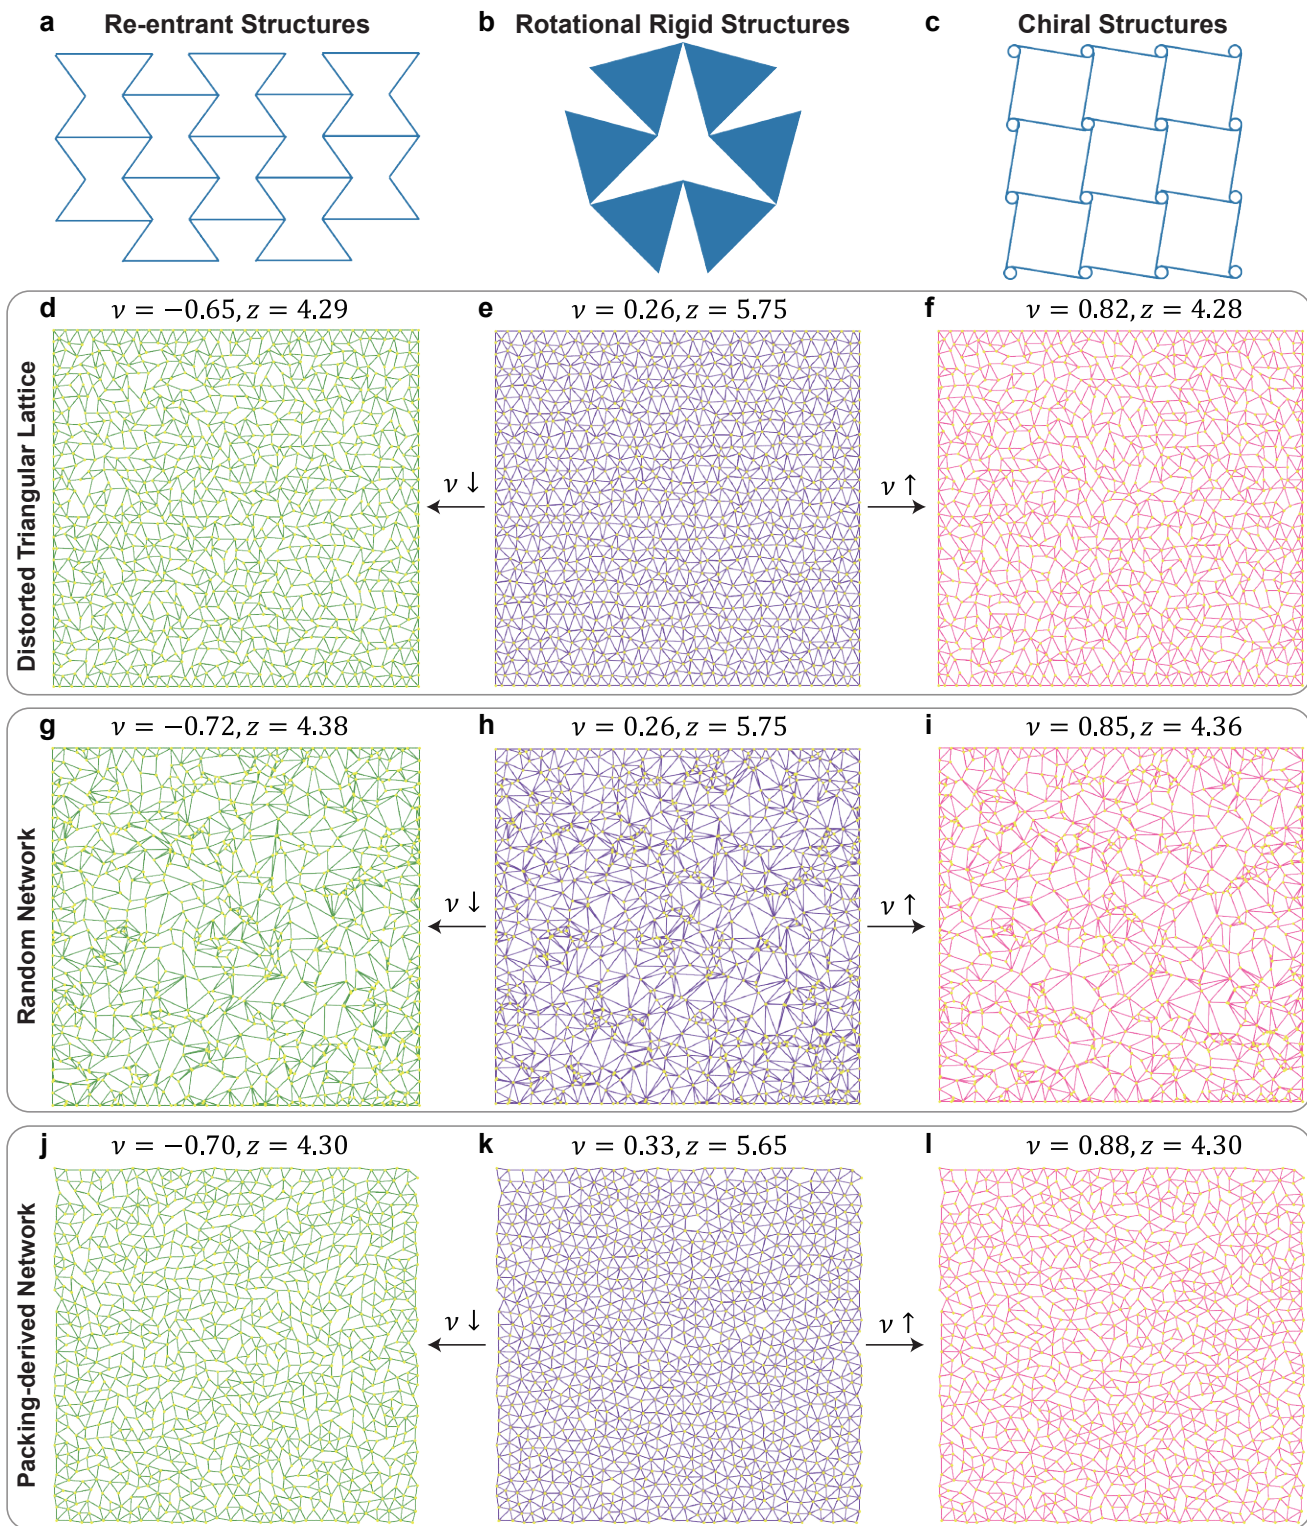 a Re-entrant Structures
b Rotational Rigid Structures
c Chiral Structures
Distorted Triangular Lattice
d ν = −0.65, z = 4.29
e ν = 0.26, z = 5.75
f ν = 0.82, z = 4.28
ν ↓
ν ↑
Random Network
g ν = −0.72, z = 4.38
h ν = 0.26, z = 5.75
i ν = 0.85, z = 4.36
ν ↓
ν ↑
Packing-derived Network
j ν = −0.70, z = 4.30
k ν = 0.33, z = 5.65
l ν = 0.88, z = 4.30
ν ↓
ν ↑